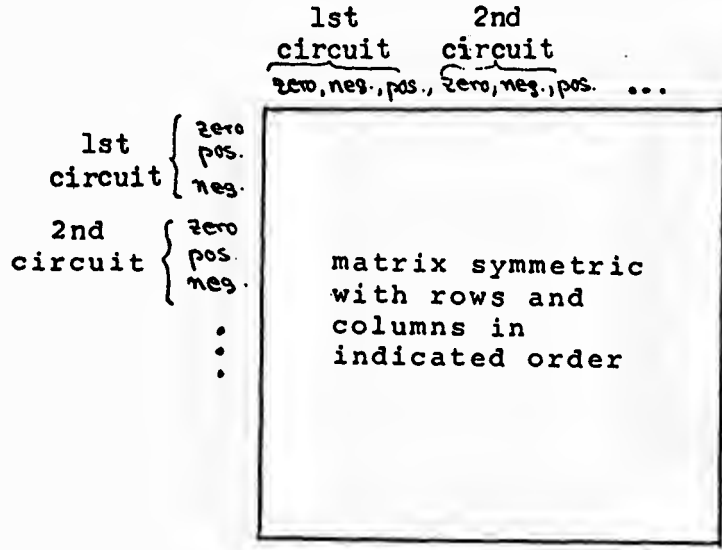 1st 2nd
circuit circuit
zero, neg., pos., zero, neg., pos. ...
1st circuit zero
pos.
neg.
2nd circuit zero
pos.
neg.
matrix symmetric
with rows and
columns in
indicated order